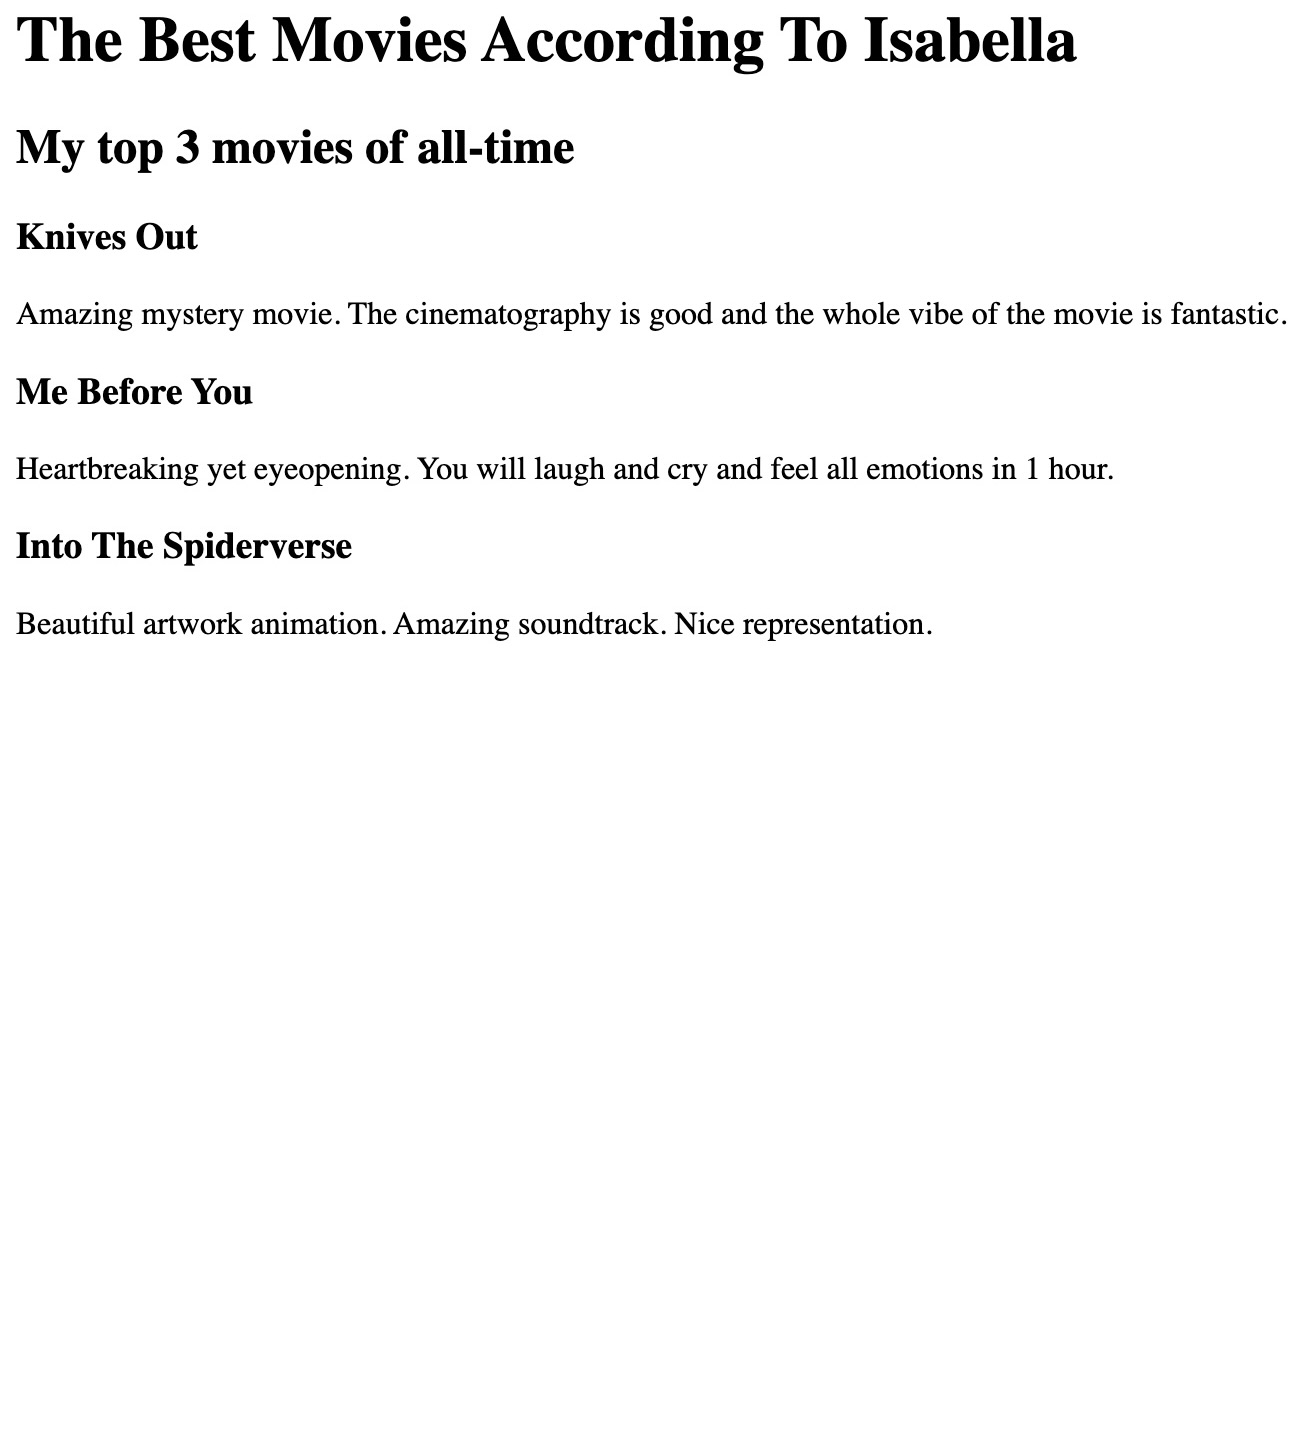 The Best Movies According To Isabella
My top 3 movies of all-time
Knives Out
Amazing mystery movie. The cinematography is good and the whole vibe of the movie is fantastic.
Me Before You
Heartbreaking yet eyeopening. You will laugh and cry and feel all emotions in 1 hour.
Into The Spiderverse
Beautiful artwork animation. Amazing soundtrack. Nice representation.